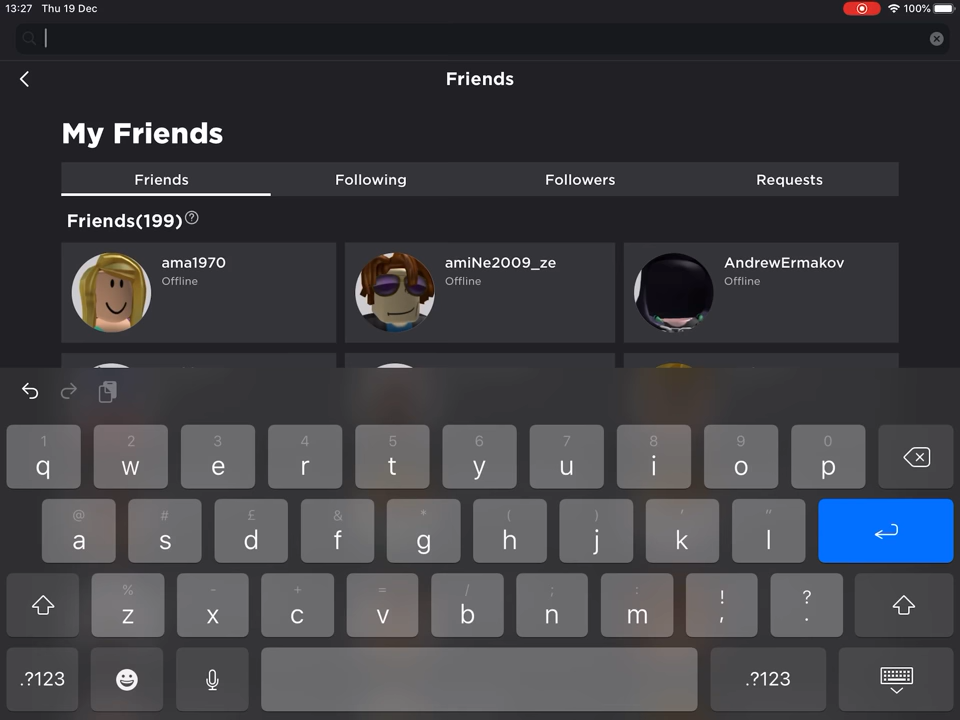 13:27 Thu 19 Dec 100%
Friends
My Friends
Friends Following Followers Requests
Friends(199) ?
ama1970 amiNe2009_ze AndrewErmakov
Offline Offline Offline
1 2 3 4 5 6 7 8 9 0
q w e r t y u i o p
@ # £ & * ( ) ' "
a s d f g h j k l
% - + = / ; : ! ?
z x c v b n m , .
.?123 .?123